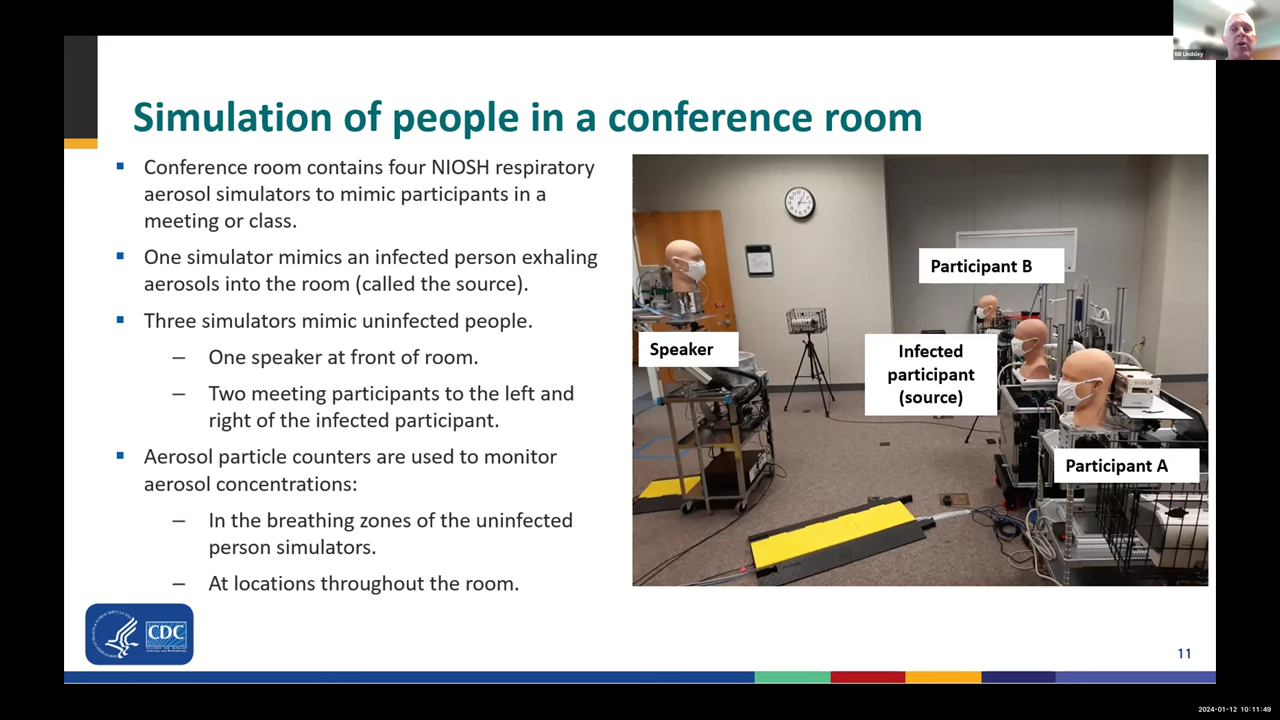 Bill Lindsley
Simulation of people in a conference room
Conference room contains four NIOSH respiratory
aerosol simulators to mimic participants in a
meeting or class.
One simulator mimics an infected person exhaling
aerosols into the room (called the source).
Three simulators mimic uninfected people.
– One speaker at front of room.
– Two meeting participants to the left and
right of the infected participant.
Aerosol particle counters are used to monitor
aerosol concentrations:
– In the breathing zones of the uninfected
person simulators.
– At locations throughout the room.
Participant B
Speaker
Infected
participant
(source)
Participant A
CDC
11
2024-01-12 10:11:49